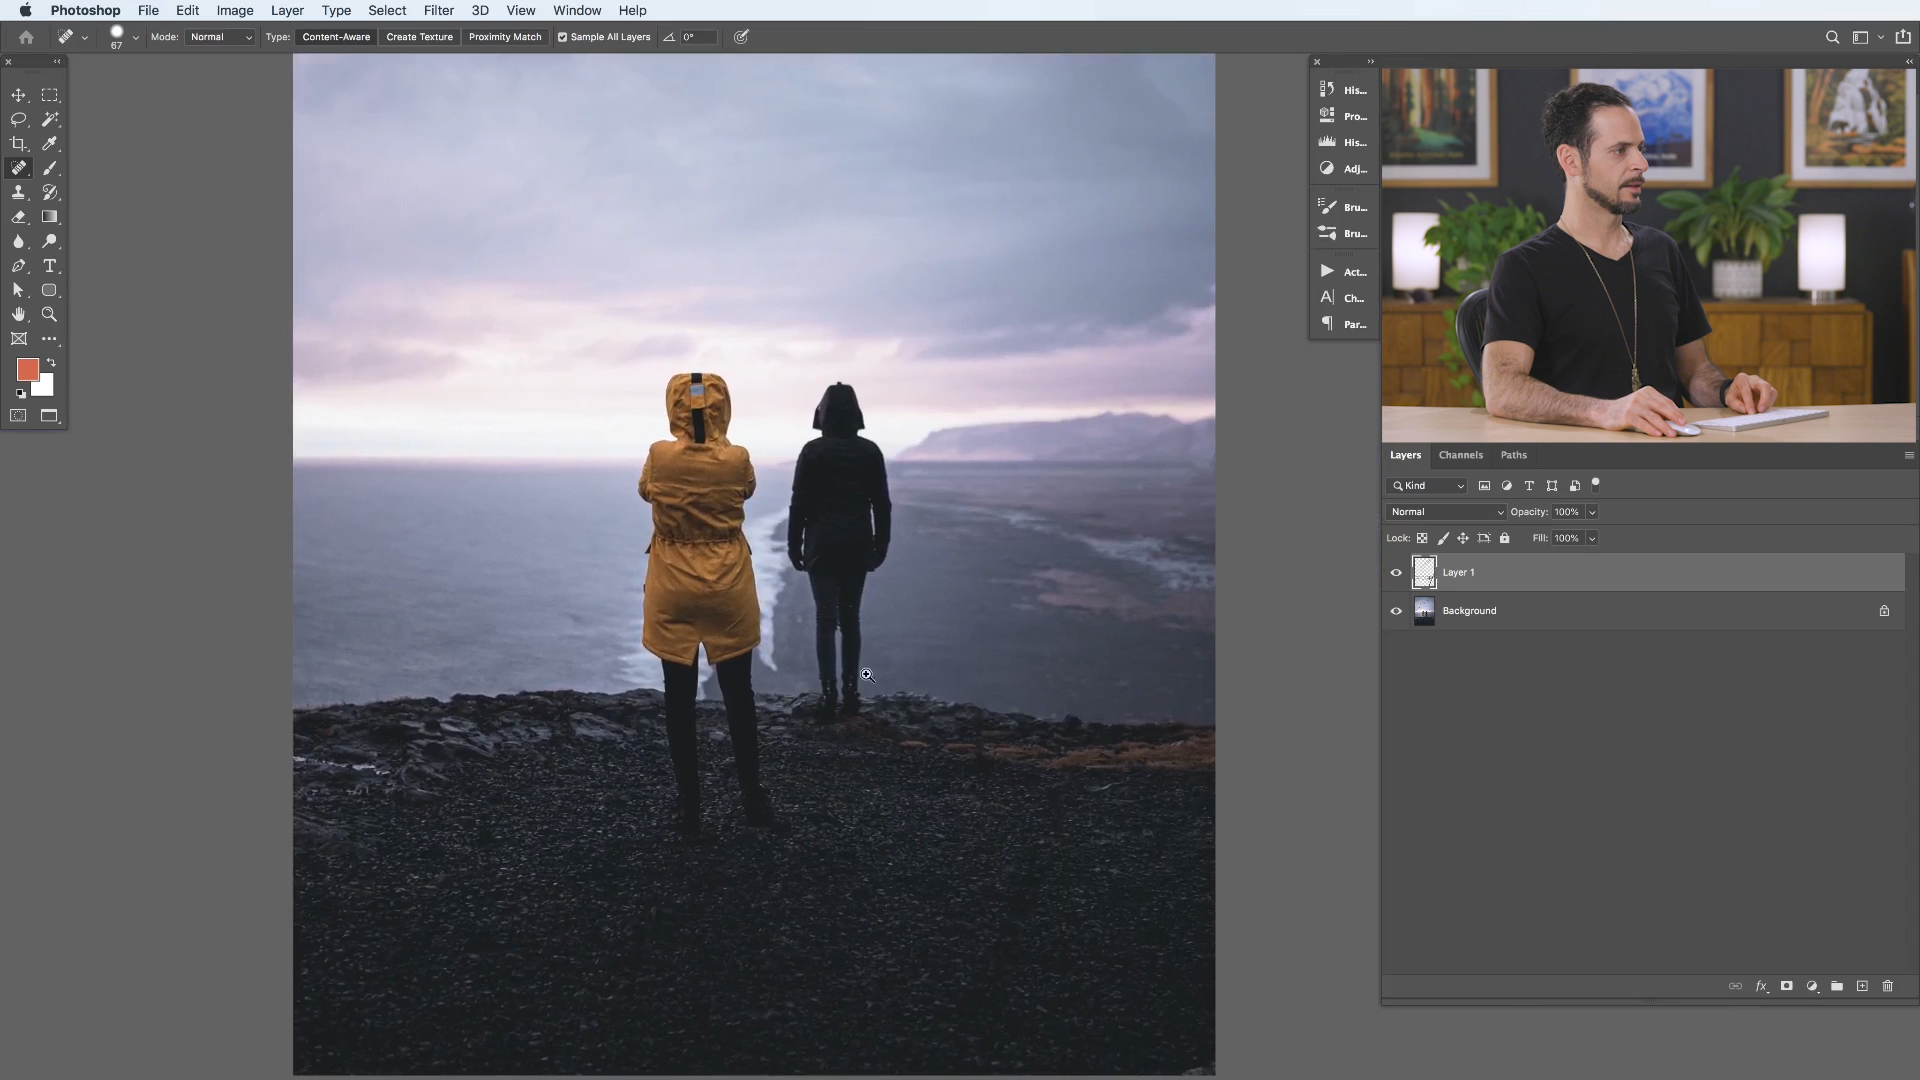 Photoshop File Edit Image Layer Type Select Filter 3D View Window Help
67 Mode: Normal Type: Content-Aware Create Texture Proximity Match Sample All Layers 0°
His...
Pro...
His...
Adj...
Bru...
Bru...
Act...
Ch...
Par...
Layers Channels Paths
Kind
Normal Opacity: 100%
Lock: Fill: 100%
Layer 1
Background